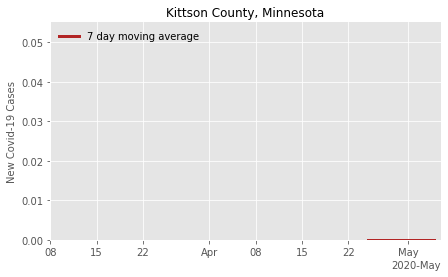 Kittson County, Minnesota
7 day moving average
New Covid-19 Cases
0.05
0.04
0.03
0.02
0.01
0.00
08 15 22 Apr 08 15 22 May
2020-May